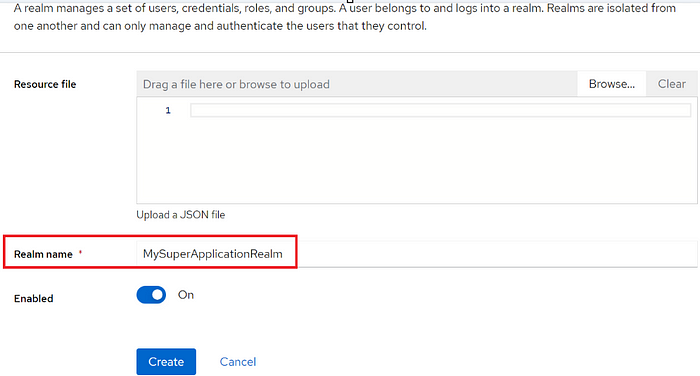 A realm manages a set of users, credentials, roles, and groups. A user belongs to and logs into a realm. Realms are isolated from
one another and can only manage and authenticate the users that they control.
Resource file
Drag a file here or browse to upload
Browse...
Clear
1
Upload a JSON file
Realm name *
MySuperApplicationRealm
Enabled
On
Create
Cancel